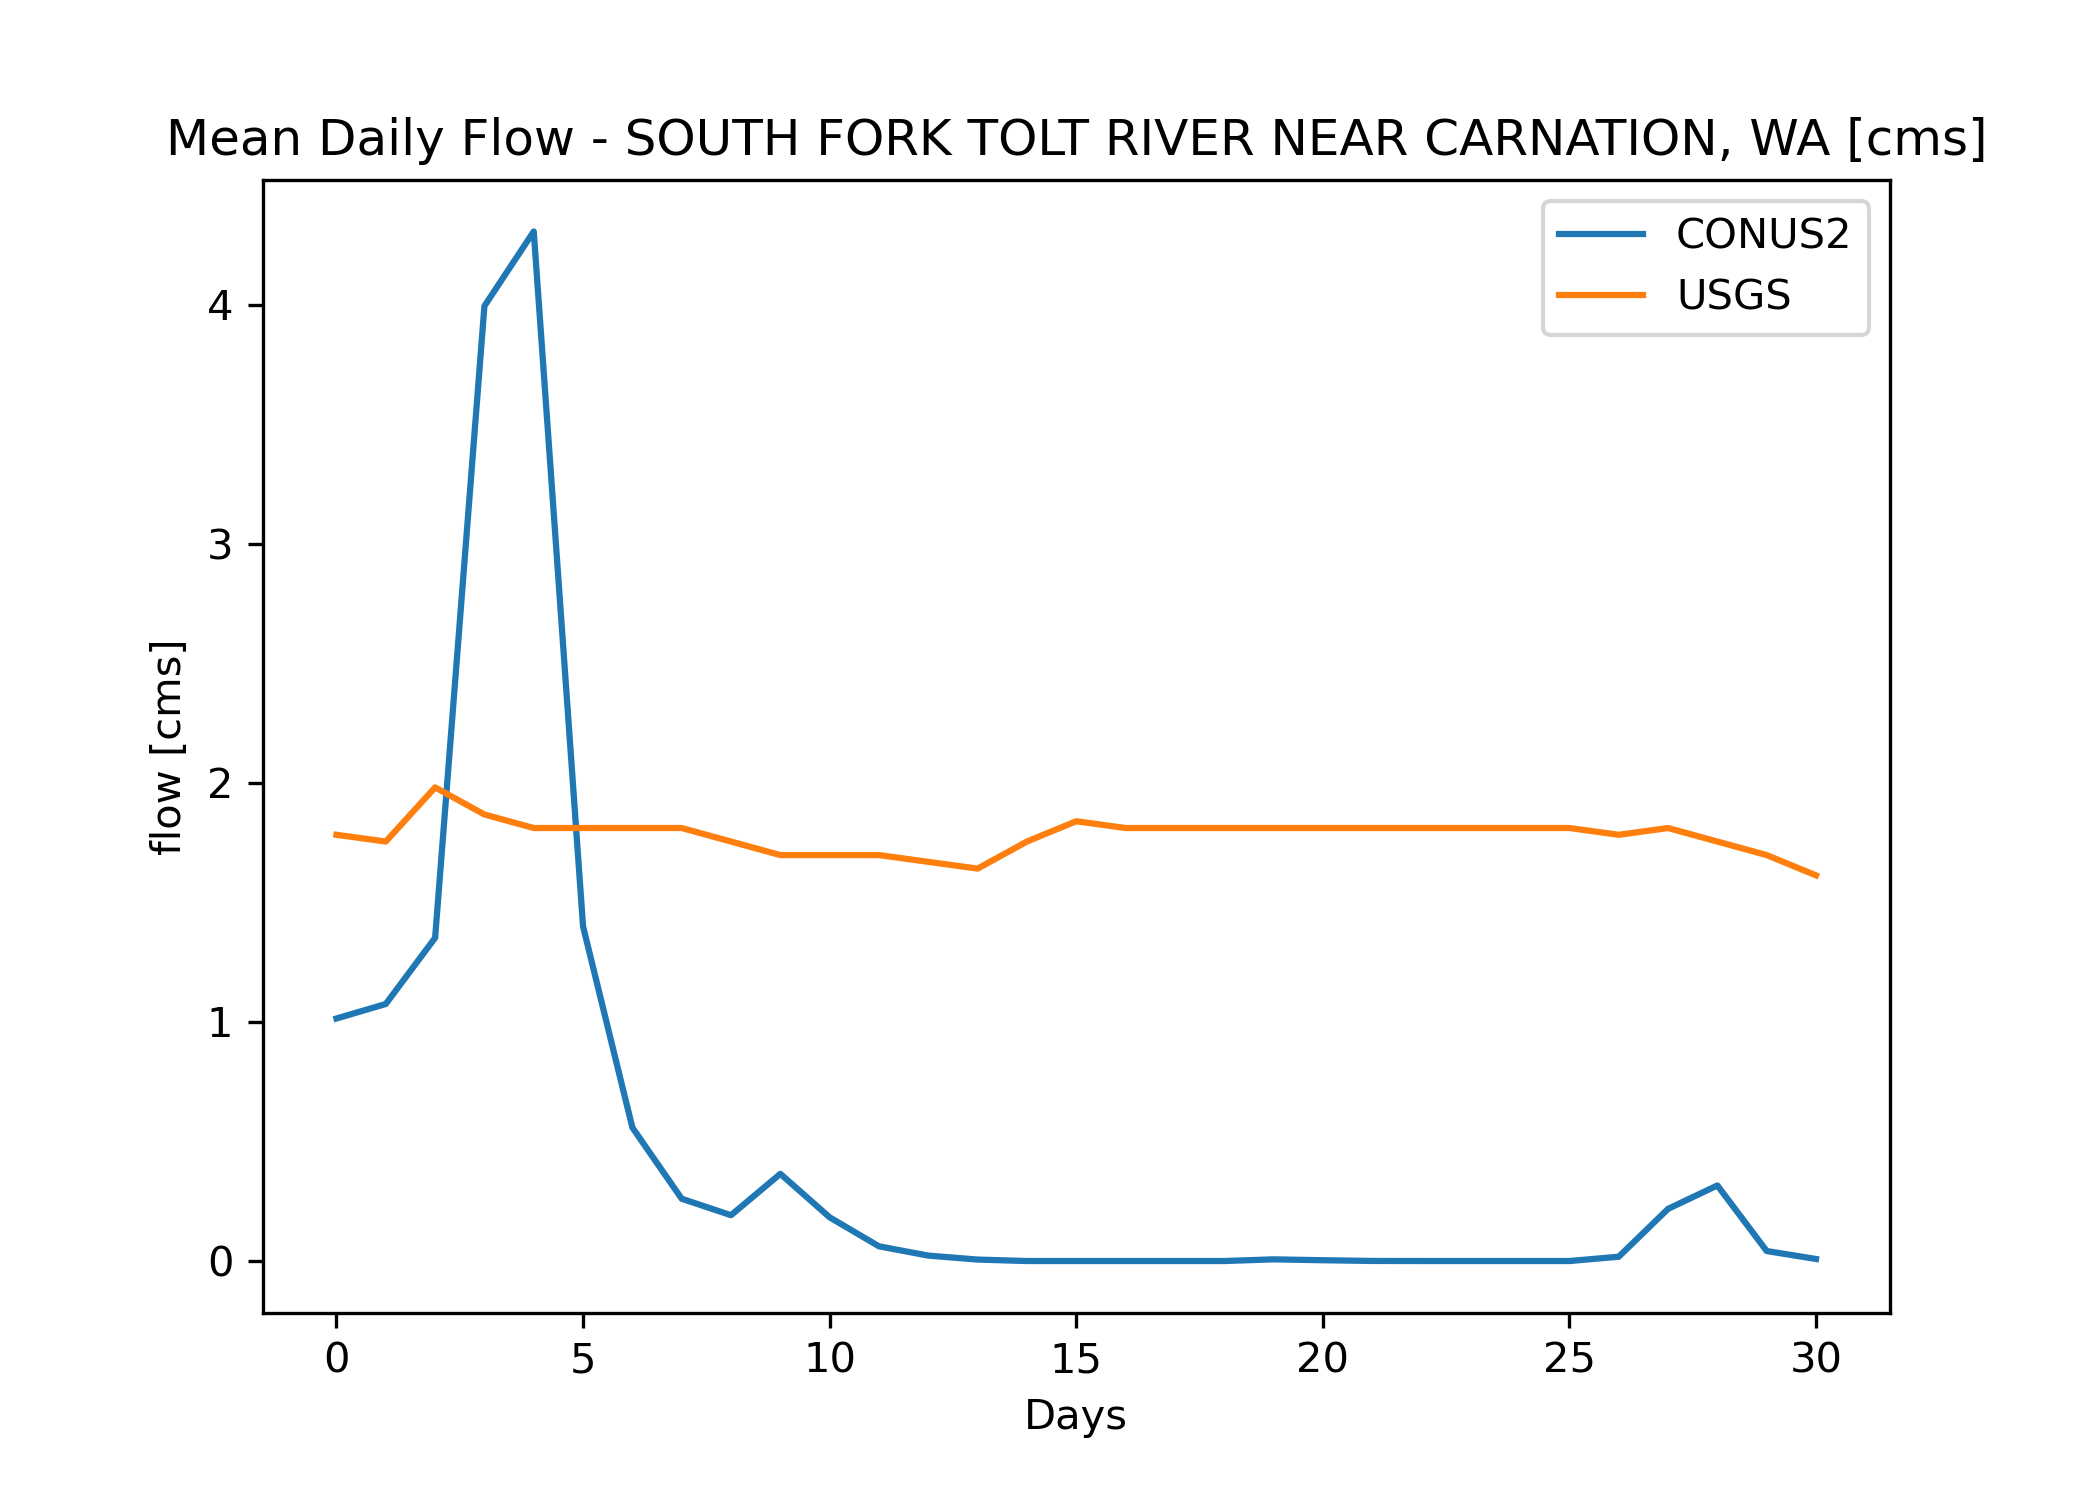 Mean Daily Flow - SOUTH FORK TOLT RIVER NEAR CARNATION, WA [cms]
CONUS2
USGS
flow [cms]
4
3
2
1
0
0 5 10 15 20 25 30
Days